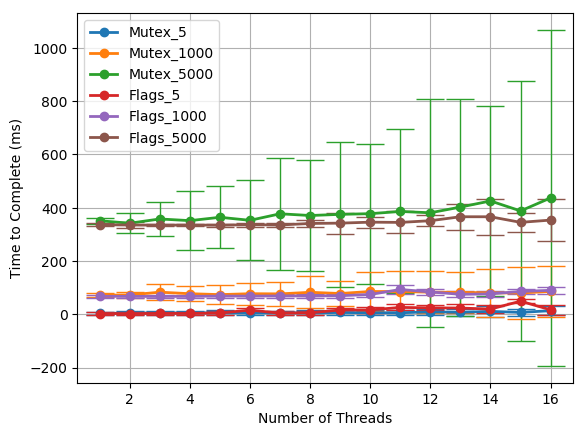 Mutex_5
Mutex_1000
Mutex_5000
Flags_5
Flags_1000
Flags_5000
1000
800
600
400
200
0
−200
Time to Complete (ms)
2 4 6 8 10 12 14 16
Number of Threads